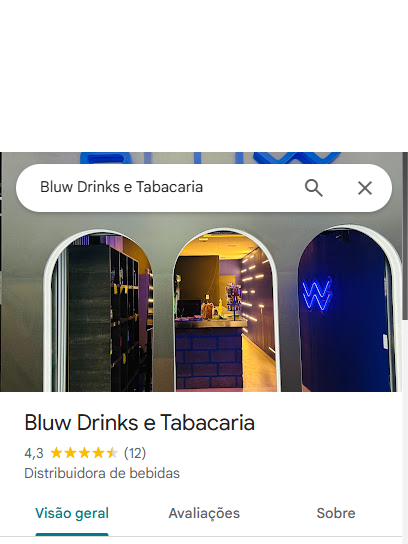 Bluw Drinks e Tabacaria
W
Bluw Drinks e Tabacaria
4,3 (12)
Distribuidora de bebidas
Visão geral Avaliações Sobre